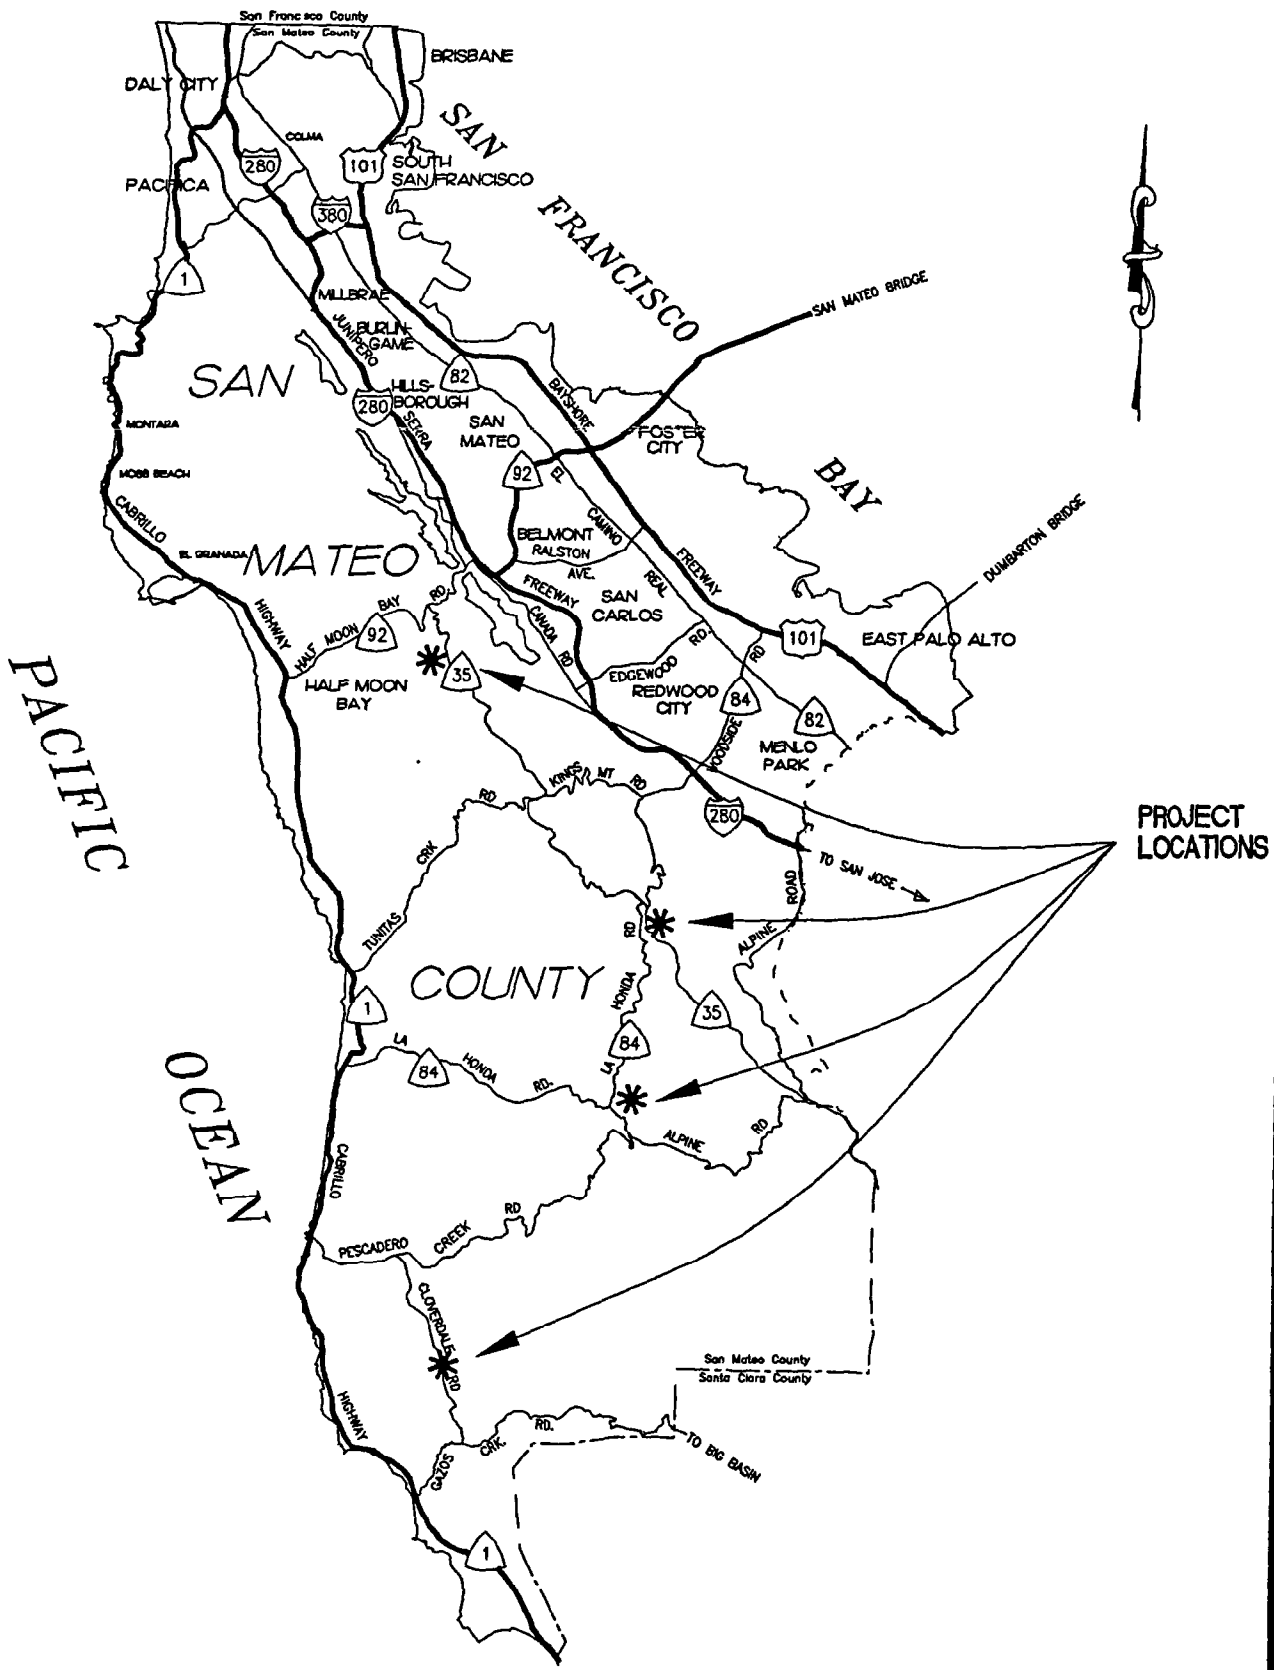 San Francisco County
San Mateo County
BRISBANE
DALY CITY
SAN
FRANCISCO
BAY
COLMA
280
101
SOUTH
SAN FRANCISCO
PACIFICA
380
1
SAN MATEO BRIDGE
MILLBRAE
JUNIPERO
BURLIN-
GAME
SAN
82
HILLS-
BOROUGH
280
SERRA
BAYSHORE
MONTARA
SAN
MATEO
FOSTER
CITY
MOSS BEACH
92
EL
CABRILLO
CAMINO
DUMBARTON BRIDGE
EL GRANADA
MATEO
BELMONT
RALSTON
AVE.
FREEWAY
REAL
FREEWAY
SAN
CARLOS
HIGHWAY
HALF MOON BAY RD.
92
CANADA
RD
101
EAST PALO ALTO
35
EDGEWOOD RD.
RD
PACIFIC
HALF MOON
BAY
REDWOOD
CITY
84
82
WOODSIDE
MENLO
PARK
KINGS MT RD
TUNITAS CRK RD
280
PROJECT
LOCATIONS
TO SAN JOSE
ROAD
ALPINE
RD
COUNTY
HONDA
1
35
84
LA
LA
84
HONDA
RD.
OCEAN
ALPINE RD
CABRILLO
PESCADERO CREEK RD
CLOVERDALE
RD
San Mateo County
Santa Clara County
HIGHWAY
GAZOS CRK. RD.
TO BIG BASIN
1